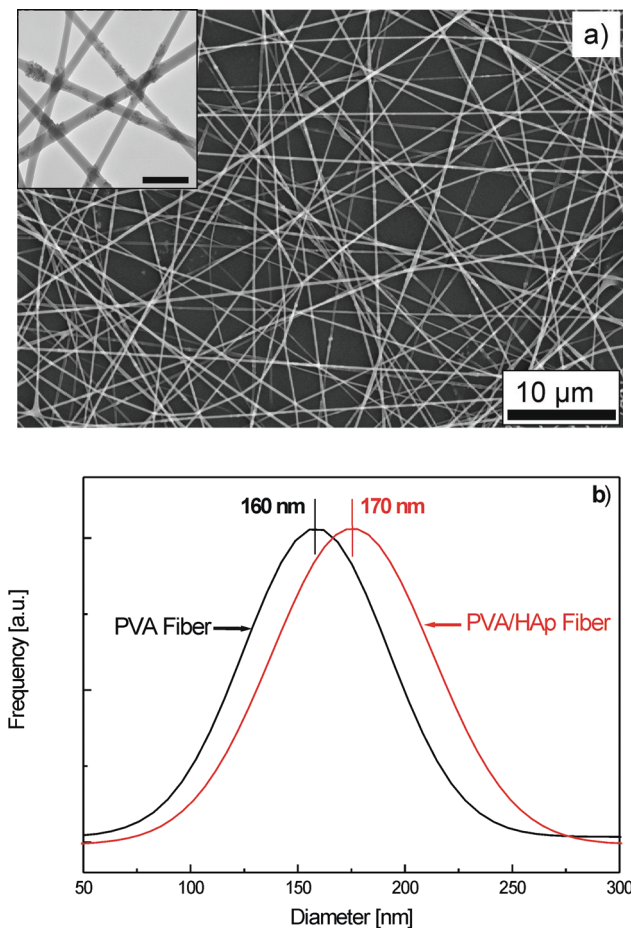 a)
10 µm
b)
160 nm 170 nm
PVA Fiber
PVA/HAp Fiber
Frequency [a.u.]
50 100 150 200 250 300
Diameter [nm]